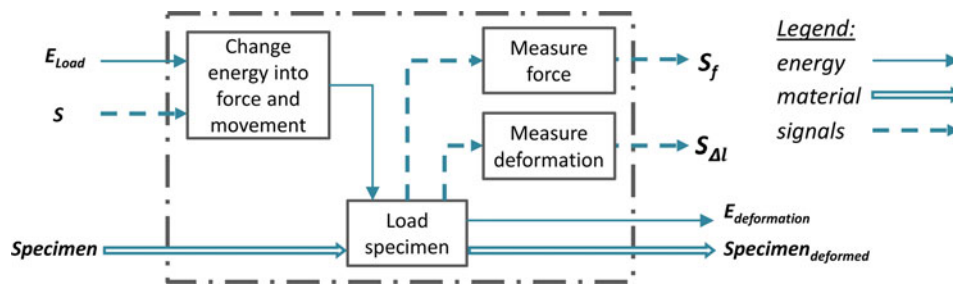 E_Load
S
Change
energy into
force and
movement
Measure
force
Measure
deformation
Load
specimen
Specimen
S_f
S_Δl
E_deformation
Specimen_deformed
Legend:
energy
material
signals